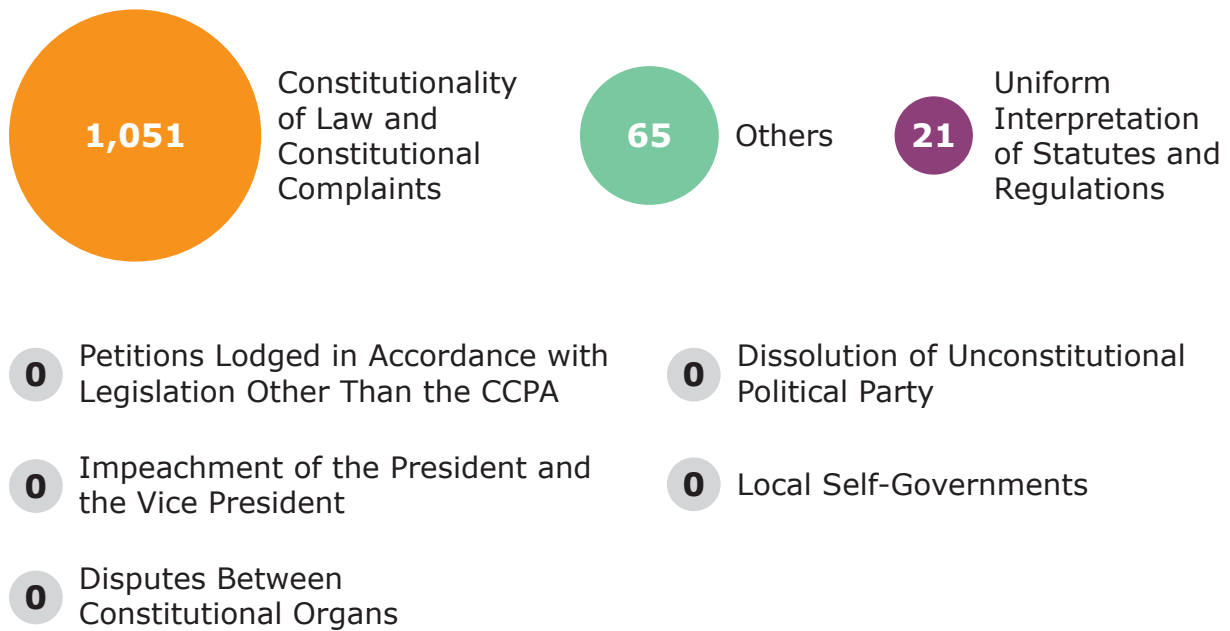 1,051
Constitutionality
of Law and
Constitutional
Complaints
65
Others
21
Uniform
Interpretation
of Statutes and
Regulations
0
Petitions Lodged in Accordance with
Legislation Other Than the CCPA
0
Dissolution of Unconstitutional
Political Party
0
Impeachment of the President and
the Vice President
0
Local Self-Governments
0
Disputes Between
Constitutional Organs